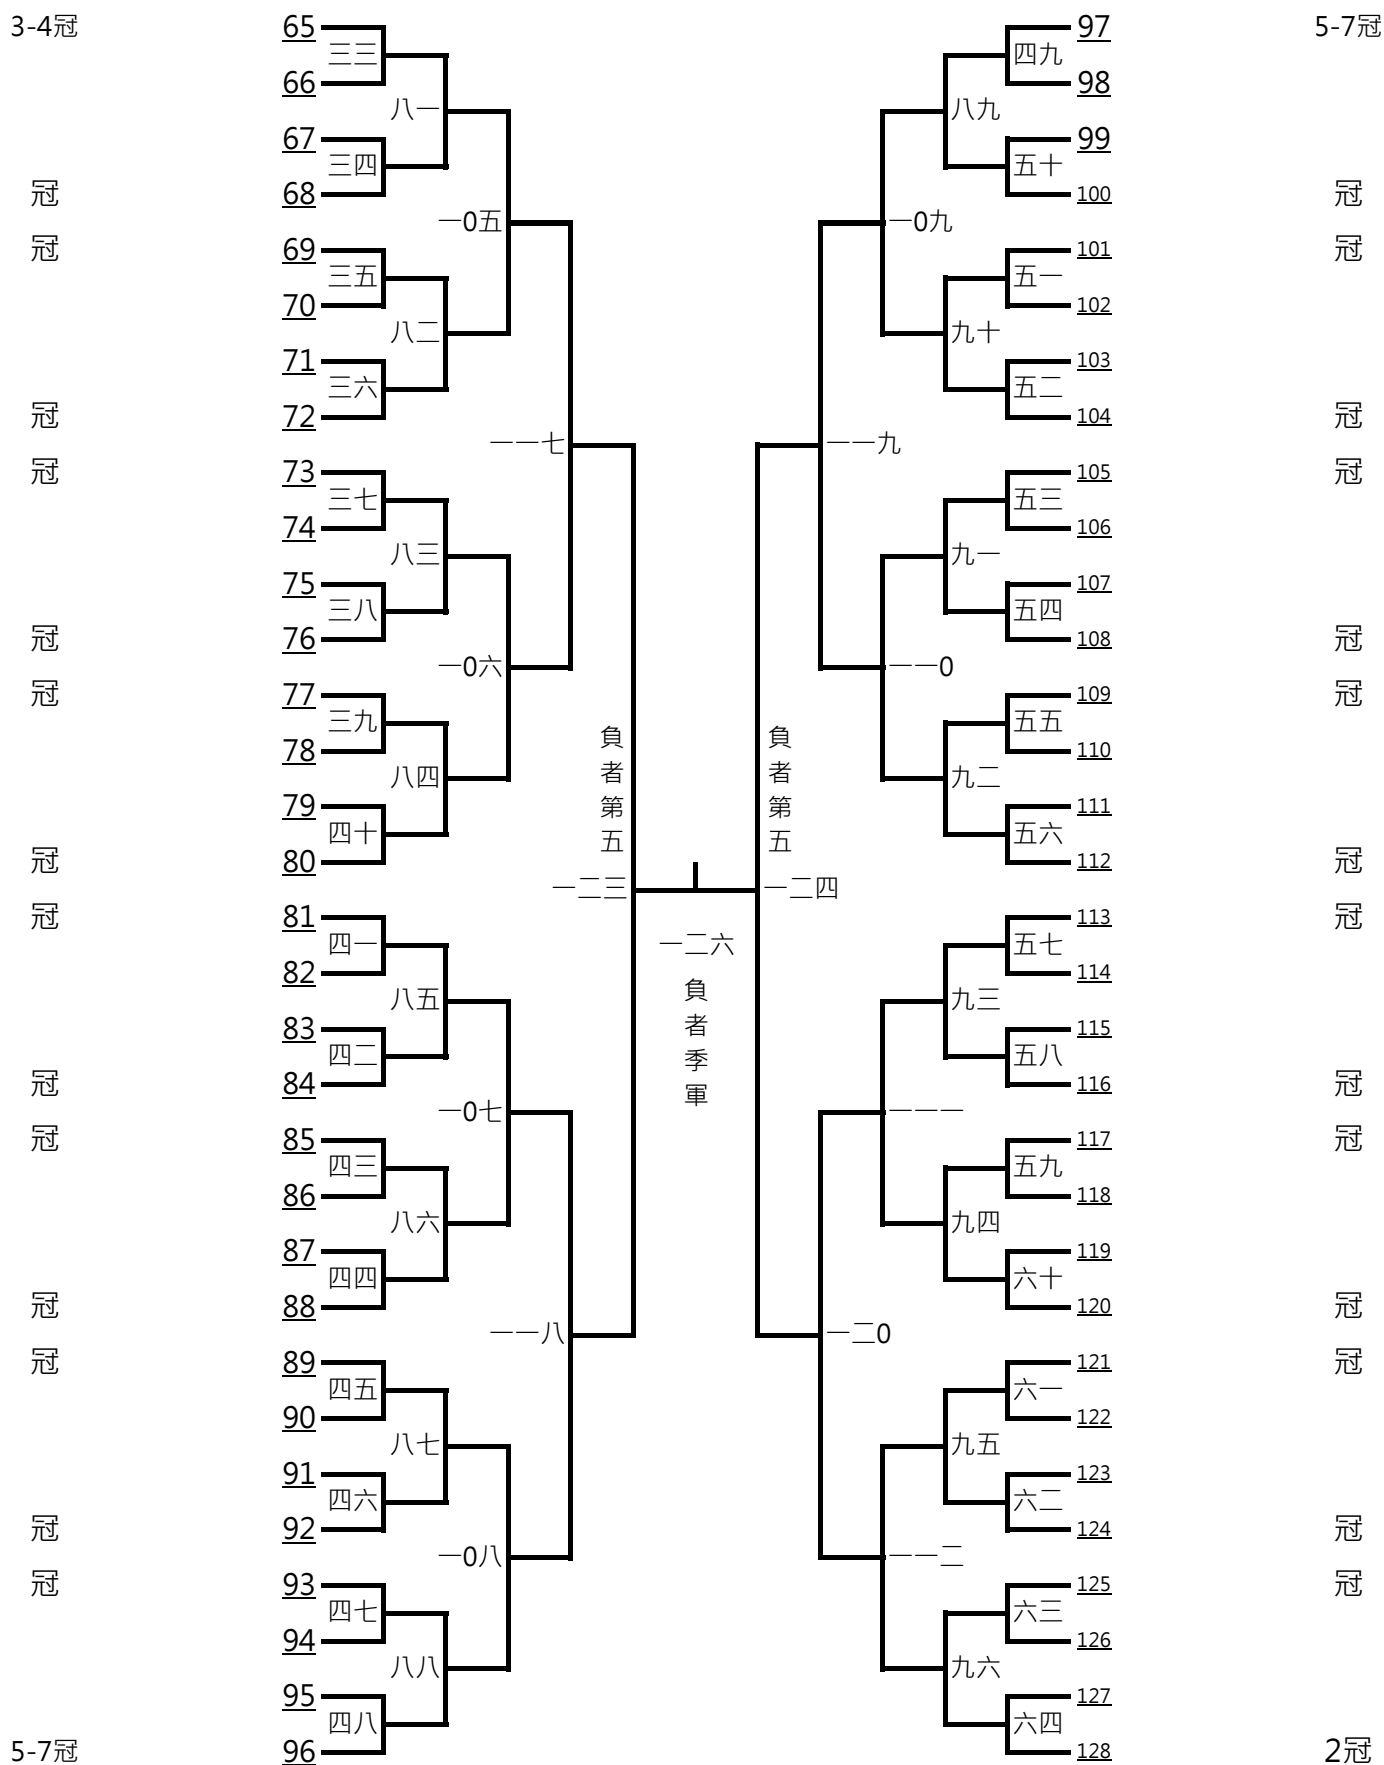 3-4冠 65 97 5-7冠
三三 四九
66 98
八一 八九
67 99
三四 五十
冠 68 100 冠
一0五 一0九
冠 69 101 冠
三五 五一
70 102
八二 九十
71 103
三六 五二
冠 72 104 冠
一一七 一一九
冠 73 105 冠
三七 五三
74 106
八三 九一
75 107
三八 五四
冠 76 108 冠
一0六 一一0
冠 77 109 冠
三九 五五
78 110
八四 九二
79 111
四十 五六
冠 80 112 冠
負者第五 負者第五
一二三 一二四
冠 81 113 冠
四一 一二六 五七
82 114
八五 九三
83 115
四二 五八
冠 84 116 冠
負者季軍
一0七 一一一
冠 85 117 冠
四三 五九
86 118
八六 九四
87 119
四四 六十
冠 88 120 冠
一一八 一二0
冠 89 121 冠
四五 六一
90 122
八七 九五
91 123
四六 六二
冠 92 124 冠
一0八 一一二
冠 93 125 冠
四七 六三
94 126
八八 九六
95 127
四八 六四
5-7冠 96 128 2冠